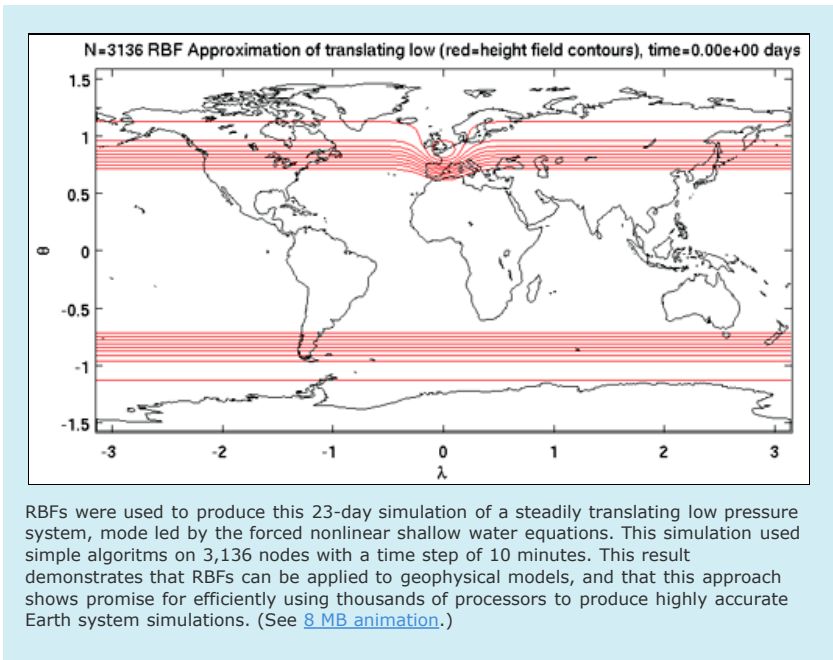 N=3136 RBF Approximation of translating low (red=height field contours), time=0.00e+00 days
1.5
1
0.5
0
-0.5
-1
-1.5
θ
-3
-2
-1
0
1
2
3
λ
RBFs were used to produce this 23-day simulation of a steadily translating low pressure
system, mode led by the forced nonlinear shallow water equations. This simulation used
simple algoritms on 3,136 nodes with a time step of 10 minutes. This result
demonstrates that RBFs can be applied to geophysical models, and that this approach
shows promise for efficiently using thousands of processors to produce highly accurate
Earth system simulations. (See 8 MB animation.)